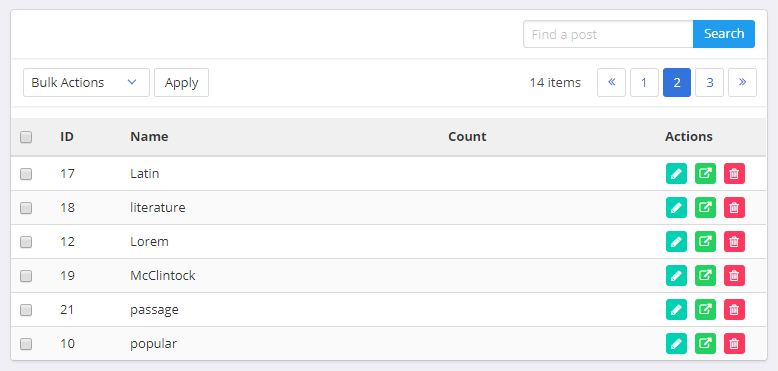 Find a post Search
Bulk Actions Apply 14 items « 1 2 3 »
ID Name Count Actions
17 Latin
18 literature
12 Lorem
19 McClintock
21 passage
10 popular